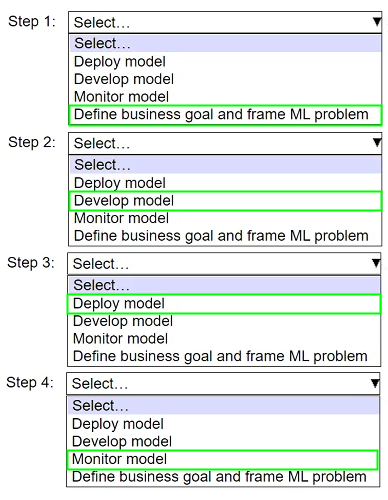 Step 1: Select...
Select...
Deploy model
Develop model
Monitor model
Define business goal and frame ML problem
Step 2: Select...
Select...
Deploy model
Develop model
Monitor model
Define business goal and frame ML problem
Step 3: Select...
Select...
Deploy model
Develop model
Monitor model
Define business goal and frame ML problem
Step 4: Select...
Select...
Deploy model
Develop model
Monitor model
Define business goal and frame ML problem